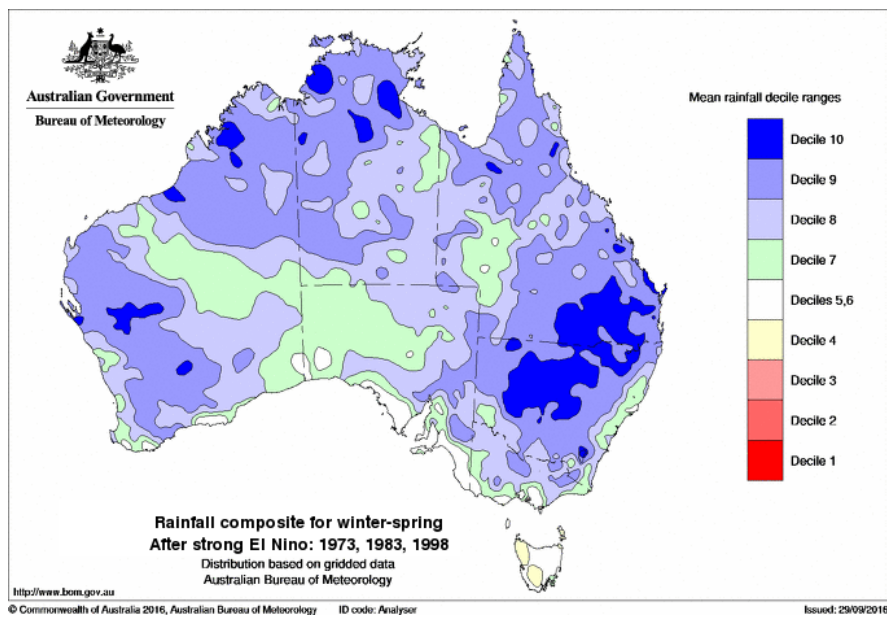 Australian Government
Bureau of Meteorology
Mean rainfall decile ranges
Decile 10
Decile 9
Decile 8
Decile 7
Deciles 5,6
Decile 4
Decile 3
Decile 2
Decile 1
Rainfall composite for winter-spring
After strong El Nino: 1973, 1983, 1998
Distribution based on gridded data
Australian Bureau of Meteorology
http://www.bom.gov.au
© Commonwealth of Australia 2016, Australian Bureau of Meteorology ID code: Analyser Issued: 29/09/2016